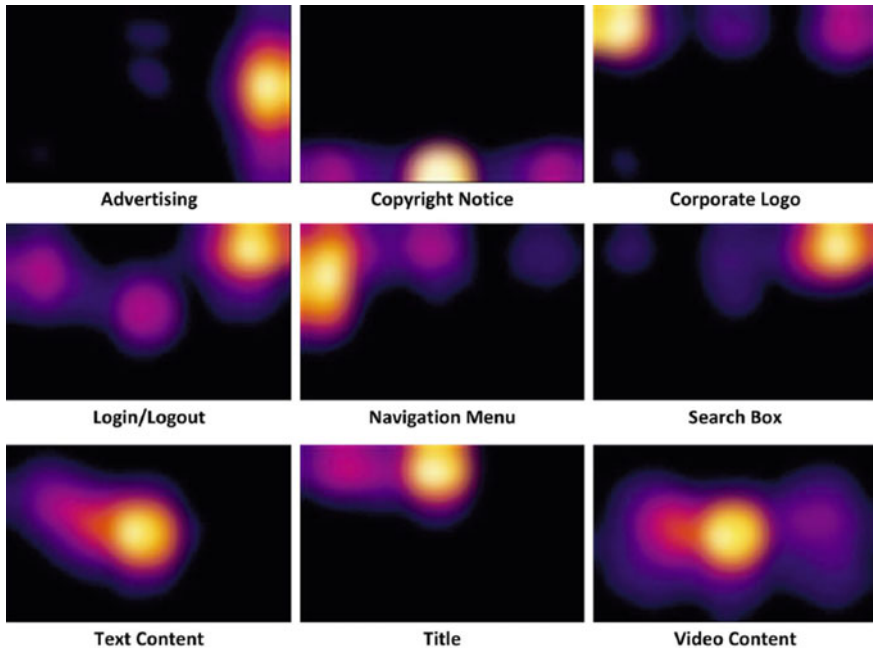 Advertising
Copyright Notice
Corporate Logo
Login/Logout
Navigation Menu
Search Box
Text Content
Title
Video Content